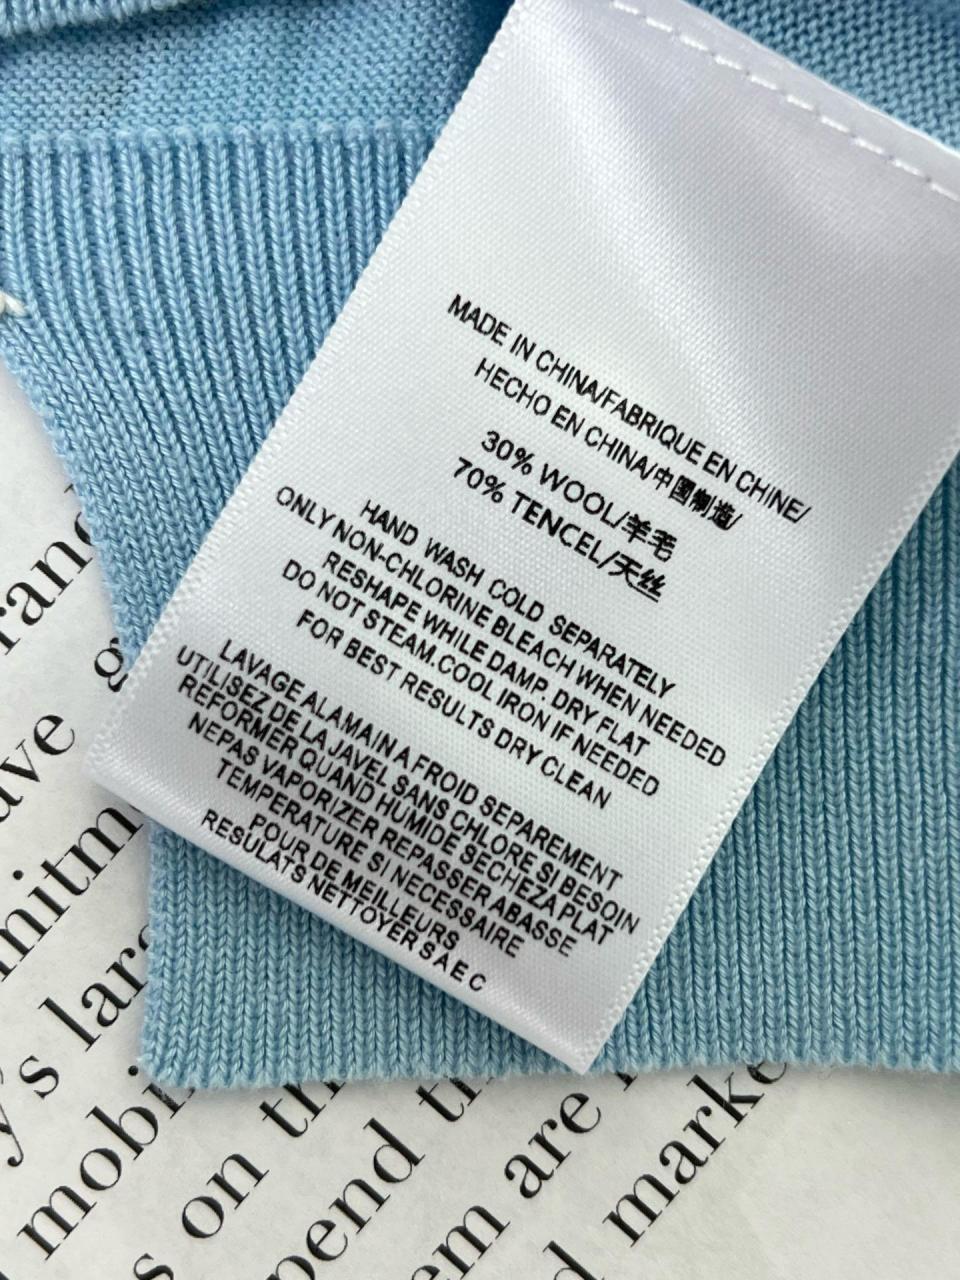 MADE IN CHINA/FABRIQUE EN CHINE/
HECHO EN CHINA/中国制造/
30% WOOL/羊毛
70% TENCEL/天丝
HAND WASH COLD SEPARATELY
ONLY NON-CHLORINE BLEACH WHEN NEEDED
RESHAPE WHILE DAMP. DRY FLAT
DO NOT STEAM.COOL IRON IF NEEDED
FOR BEST RESULTS DRY CLEAN
LAVAGE ALAMAIN A FROID SEPAREMENT
UTILISEZ DE LA JAVEL SANS CHLORE SI BESOIN
REFORMER QUAND HUMIDE SECHEZA PLAT
NEPAS VAPORIZER REPASSER ABASSE
TEMPERATURE SI NECESSAIRE
POUR DE MEILLEURS
RESULATS NETTOYER S A E C
ave
mitm
y's larg
mobi
s on th
pend th
em are
d marke